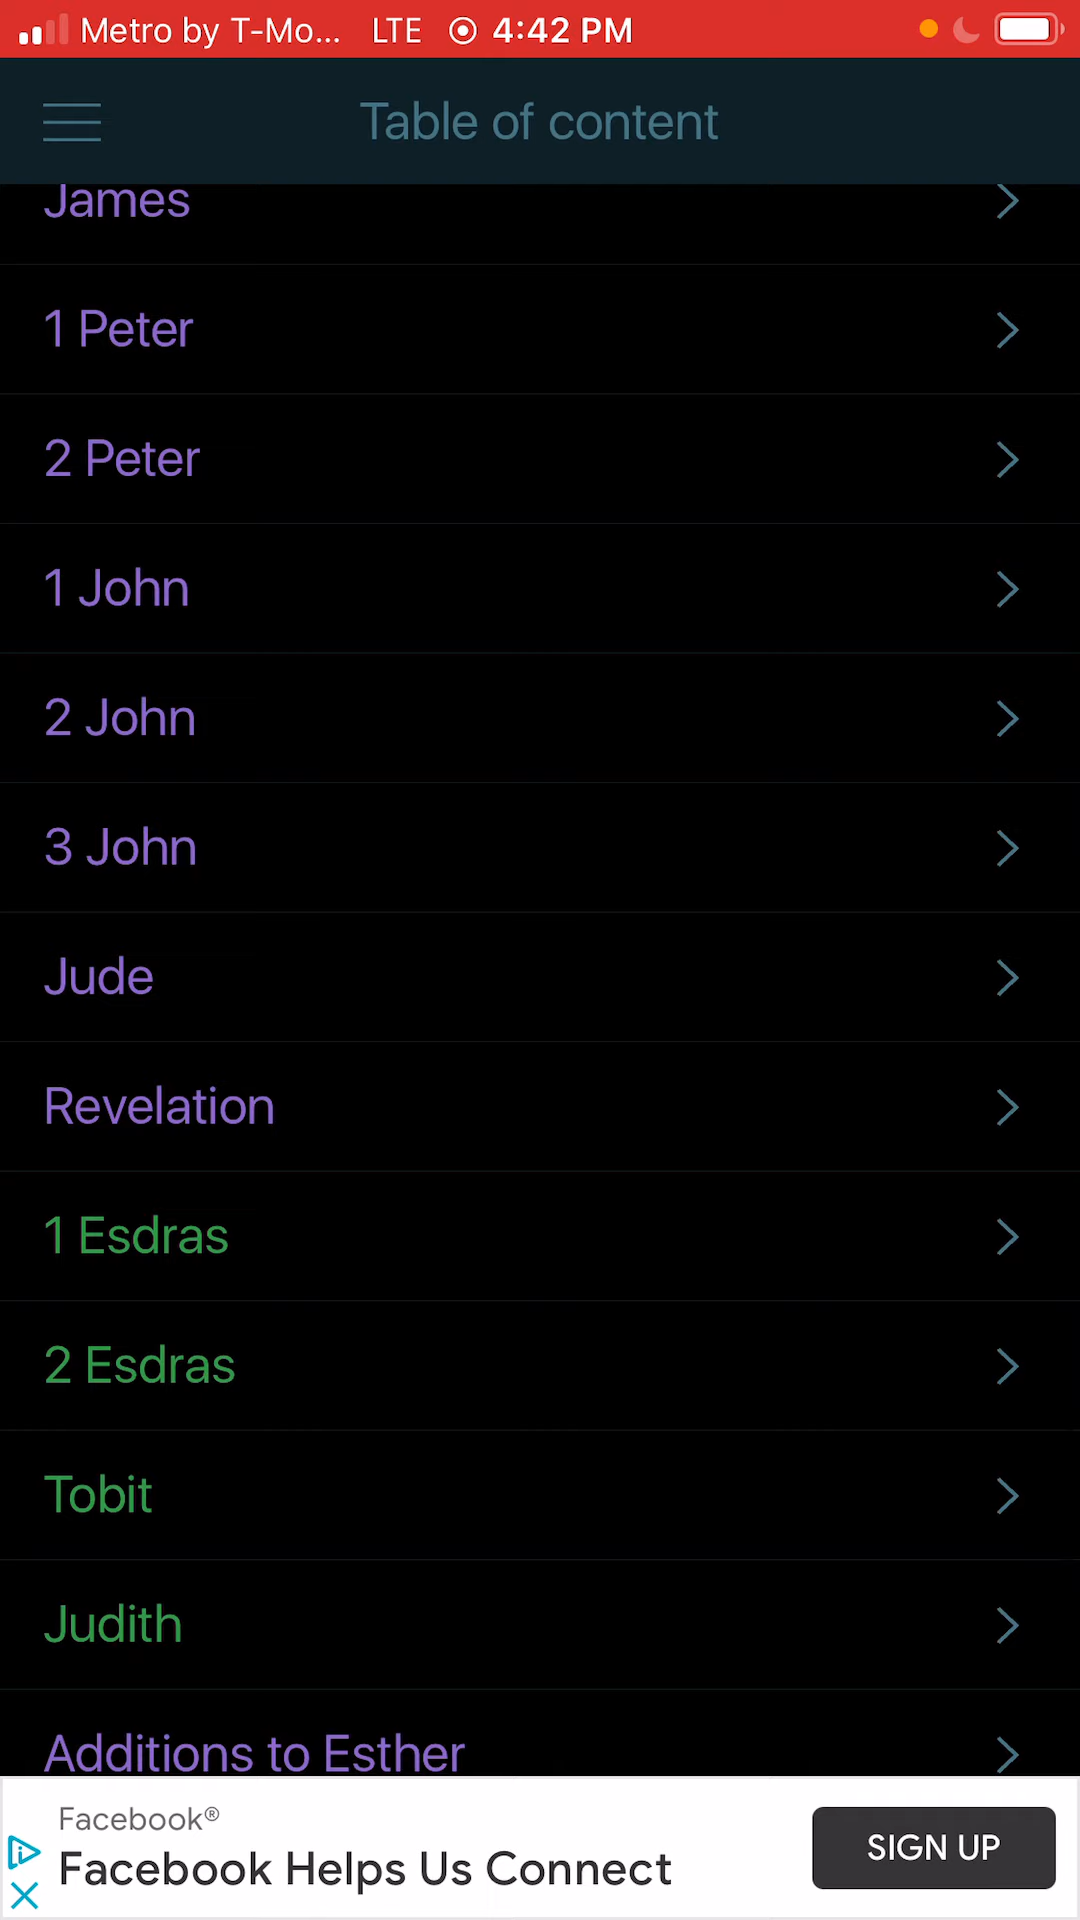 Metro by T-Mo... LTE 4:42 PM
Table of content
James
1 Peter
2 Peter
1 John
2 John
3 John
Jude
Revelation
1 Esdras
2 Esdras
Tobit
Judith
Additions to Esther
Facebook®
Facebook Helps Us Connect
SIGN UP